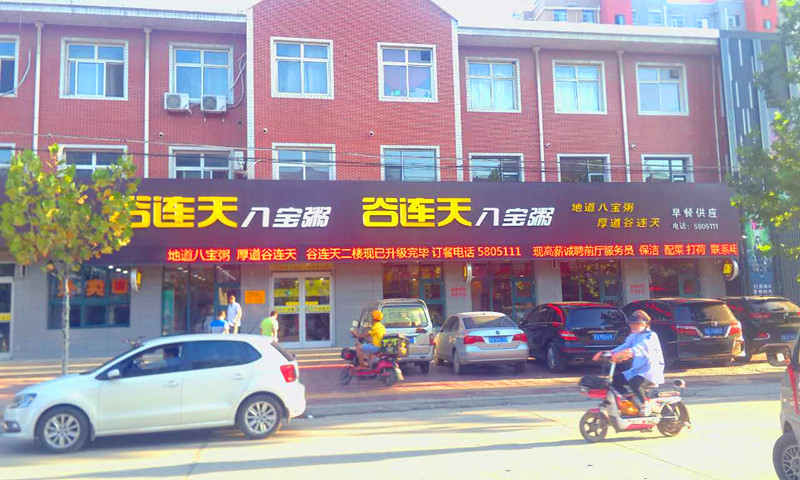 谷连天八宝粥
谷连天八宝粥
地道八宝粥
厚道谷连天
早餐供应
电话：5805111
地道八宝粥 厚道谷连天 谷连天二楼现已升级完毕 订餐电话 5805111 现高薪诚聘前厅服务员 保洁 配菜 打荷 联系电